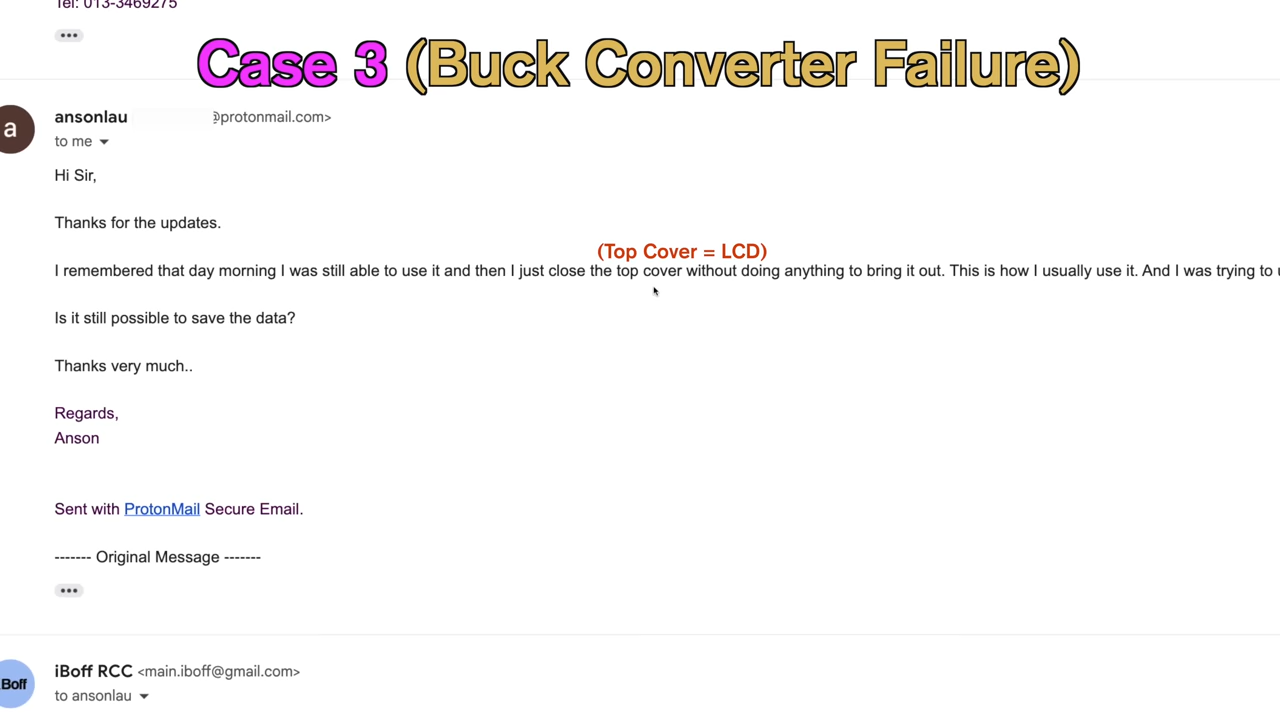 Tel: 013-3469275
Case 3 (Buck Converter Failure)
a
ansonlau @protonmail.com>
to me
Hi Sir,
Thanks for the updates.
(Top Cover = LCD)
I remembered that day morning I was still able to use it and then I just close the top cover without doing anything to bring it out. This is how I usually use it. And I was trying to
Is it still possible to save the data?
Thanks very much..
Regards,
Anson
Sent with ProtonMail Secure Email.
------- Original Message -------
Boff
iBoff RCC <main.iboff@gmail.com>
to ansonlau